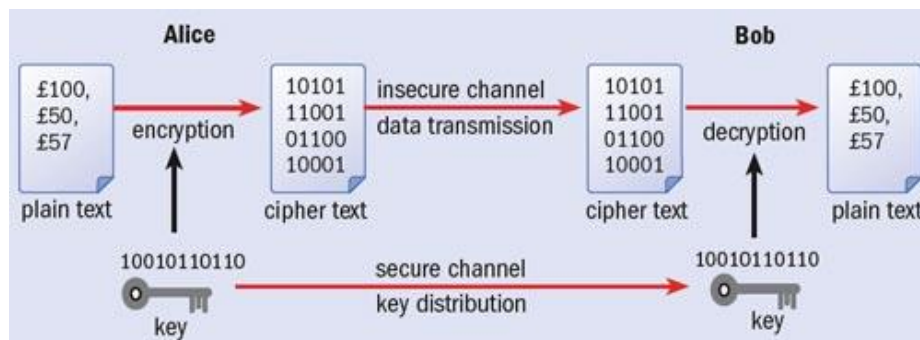 Alice
Bob
£100,
£50,
£57
plain text
encryption
10101
11001
01100
10001
cipher text
insecure channel
data transmission
10101
11001
01100
10001
cipher text
decryption
£100,
£50,
£57
plain text
10010110110
key
secure channel
key distribution
10010110110
key